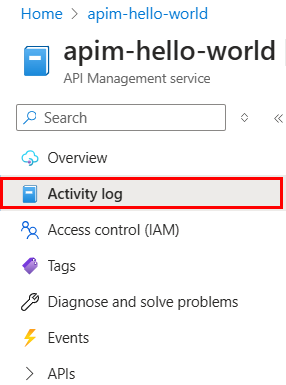 Home > apim-hello-world
apim-hello-world
API Management service
Search
Overview
Activity log
Access control (IAM)
Tags
Diagnose and solve problems
Events
APIs